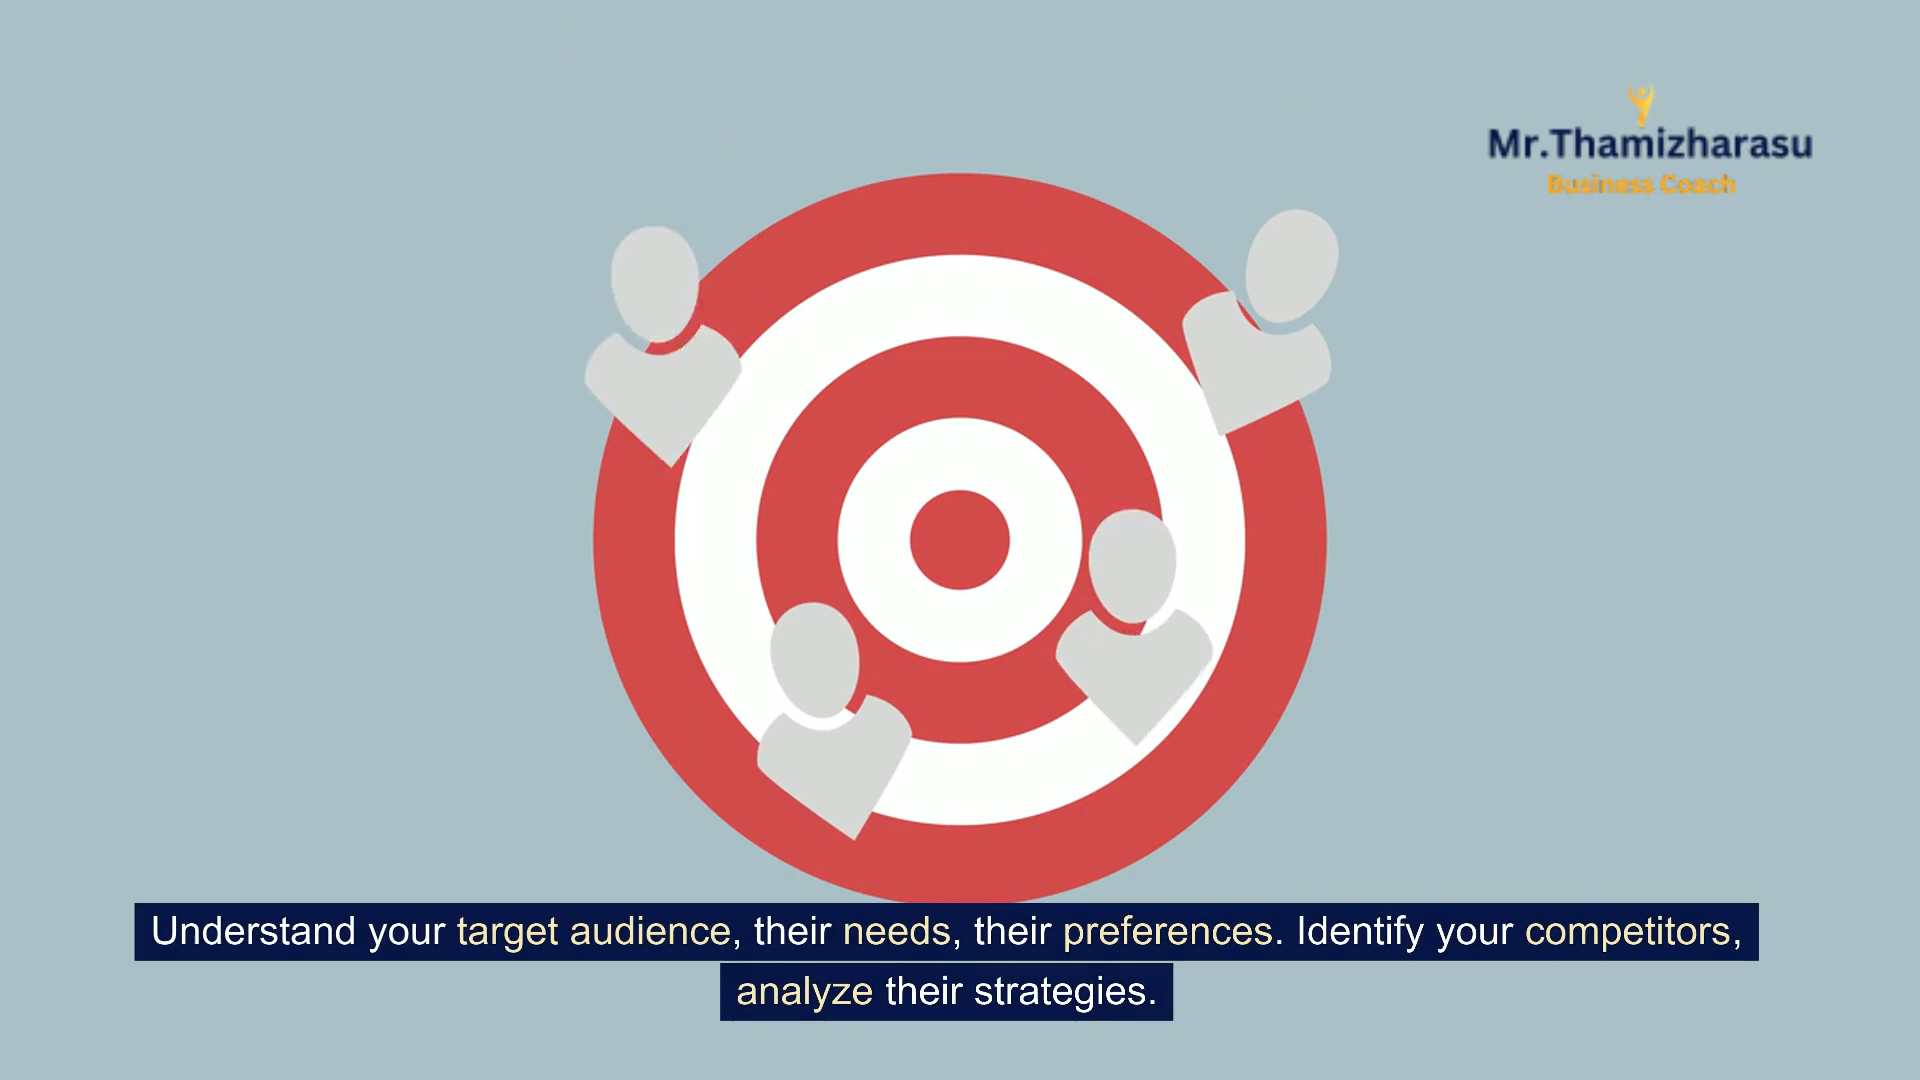 Mr.Thamizharasu
Business Coach
Understand your target audience, their needs, their preferences. Identify your competitors,
analyze their strategies.